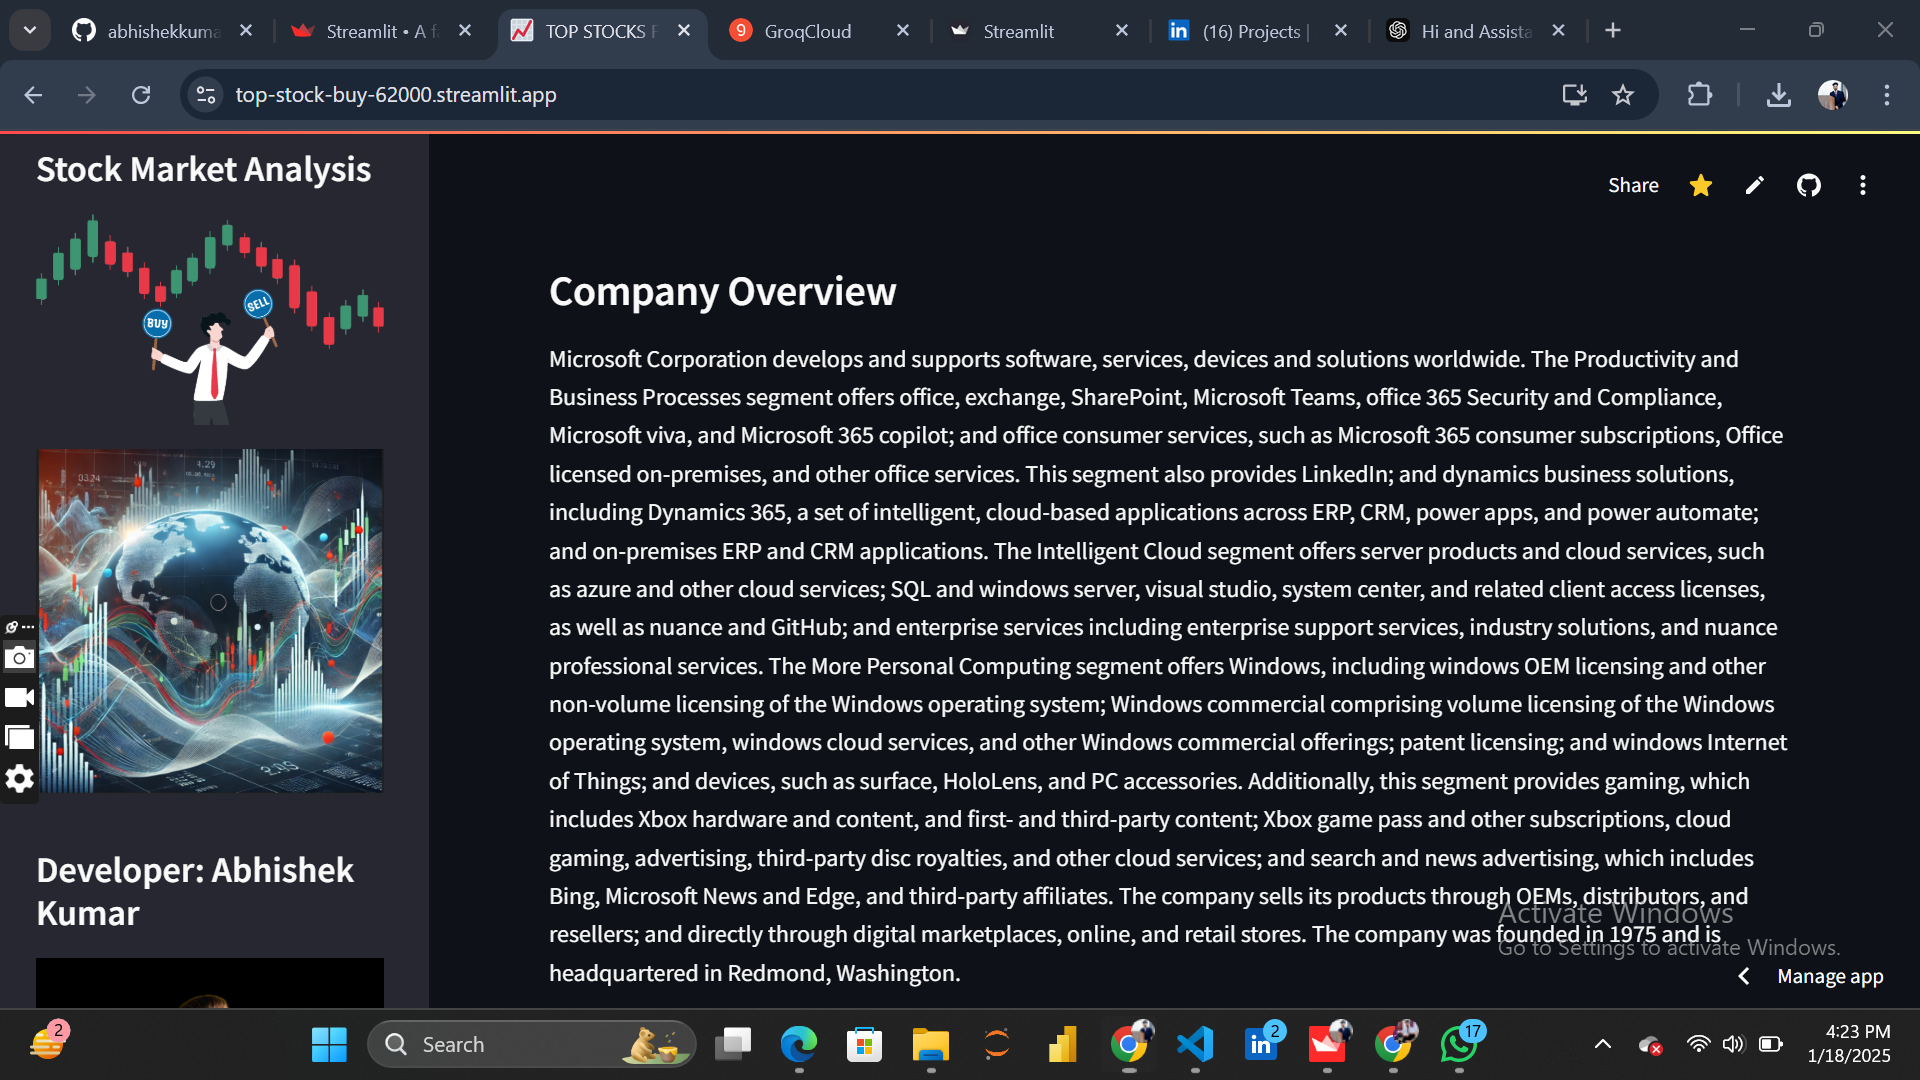 abhishekkuma
Streamlit • A fa
TOP STOCKS F
9
GroqCloud
Streamlit
(16) Projects |
Hi and Assista
top-stock-buy-62000.streamlit.app
Stock Market Analysis
BUY
SELL
03.24
4.29
2.09
Developer: Abhishek
Kumar
Share
Company Overview
Microsoft Corporation develops and supports software, services, devices and solutions worldwide. The Productivity and
Business Processes segment offers office, exchange, SharePoint, Microsoft Teams, office 365 Security and Compliance,
Microsoft viva, and Microsoft 365 copilot; and office consumer services, such as Microsoft 365 consumer subscriptions, Office
licensed on-premises, and other office services. This segment also provides LinkedIn; and dynamics business solutions,
including Dynamics 365, a set of intelligent, cloud-based applications across ERP, CRM, power apps, and power automate;
and on-premises ERP and CRM applications. The Intelligent Cloud segment offers server products and cloud services, such
as azure and other cloud services; SQL and windows server, visual studio, system center, and related client access licenses,
as well as nuance and GitHub; and enterprise services including enterprise support services, industry solutions, and nuance
professional services. The More Personal Computing segment offers Windows, including windows OEM licensing and other
non-volume licensing of the Windows operating system; Windows commercial comprising volume licensing of the Windows
operating system, windows cloud services, and other Windows commercial offerings; patent licensing; and windows Internet
of Things; and devices, such as surface, HoloLens, and PC accessories. Additionally, this segment provides gaming, which
includes Xbox hardware and content, and first- and third-party content; Xbox game pass and other subscriptions, cloud
gaming, advertising, third-party disc royalties, and other cloud services; and search and news advertising, which includes
Bing, Microsoft News and Edge, and third-party affiliates. The company sells its products through OEMs, distributors, and
resellers; and directly through digital marketplaces, online, and retail stores. The company was founded in 1975 and is
headquartered in Redmond, Washington.
Activate Windows
Go to Settings to activate Windows.
Manage app
2
Search
2
17
4:23 PM
1/18/2025